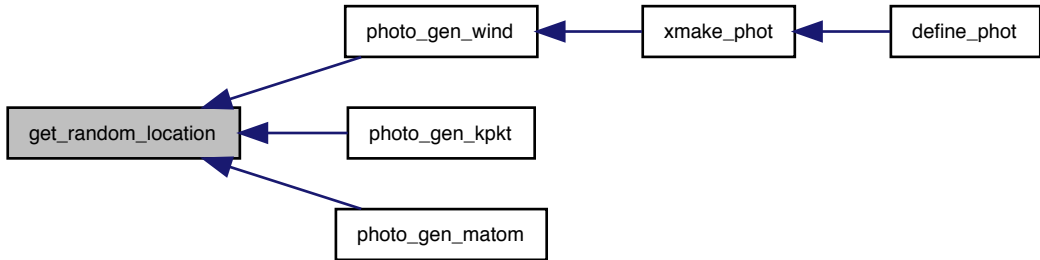 photo_gen_wind
xmake_phot
define_phot
get_random_location
photo_gen_kpkt
photo_gen_matom